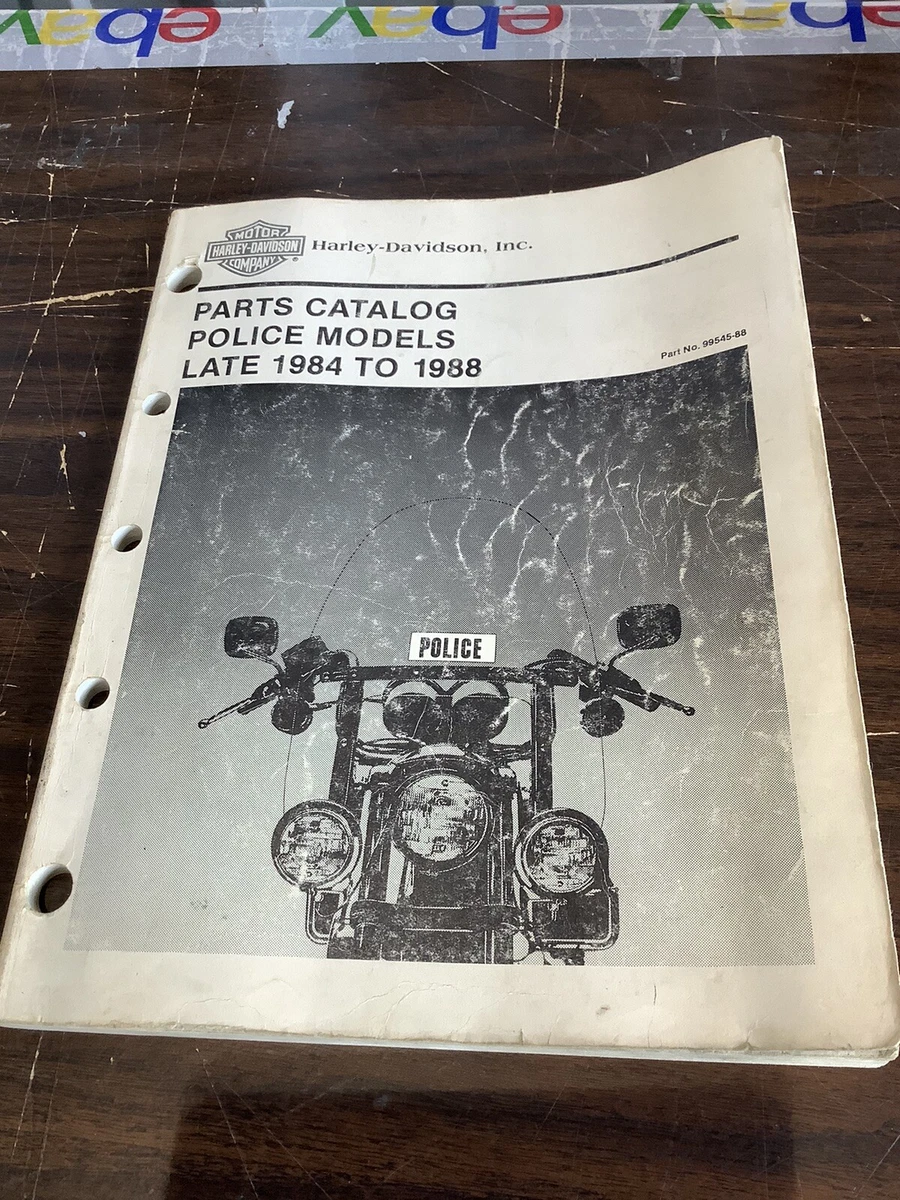 ebay ebay ebay ebay
MOTOR
HARLEY-DAVIDSON
COMPANY
®
Harley-Davidson, Inc.
PARTS CATALOG
POLICE MODELS
LATE 1984 TO 1988
Part No. 99545-88
POLICE